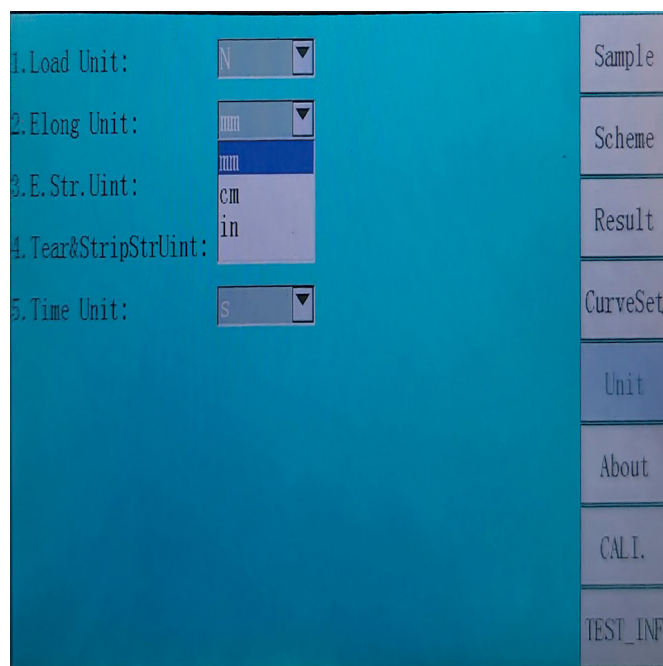 1.Load Unit: N
2.Elong Unit: mm
mm
cm
in
3.E.Str.Uint:
4.Tear&StripStrUint:
5.Time Unit: s
Sample
Scheme
Result
CurveSet
Unit
About
CALI.
TEST_INF